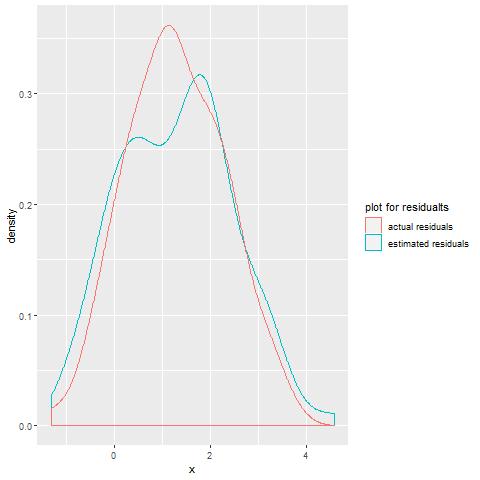 0.3
0.2
0.1
0.0
density
0
2
4
x
plot for residualts
actual residuals
estimated residuals